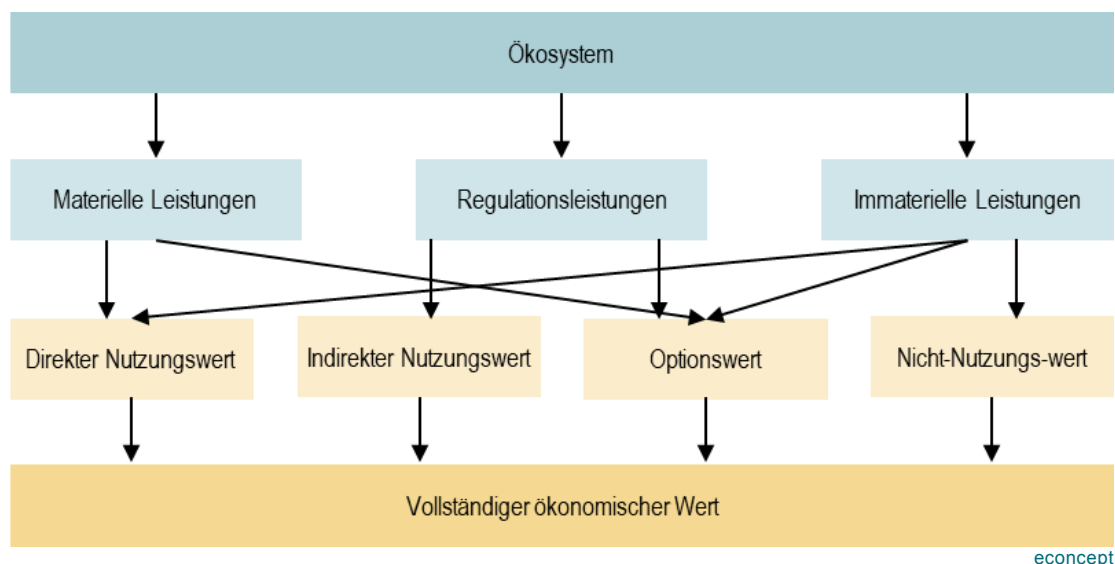 Ökosystem
Materielle Leistungen
Regulationsleistungen
Immaterielle Leistungen
Direkter Nutzungswert
Indirekter Nutzungswert
Optionswert
Nicht-Nutzungs-wert
Vollständiger ökonomischer Wert
econcept